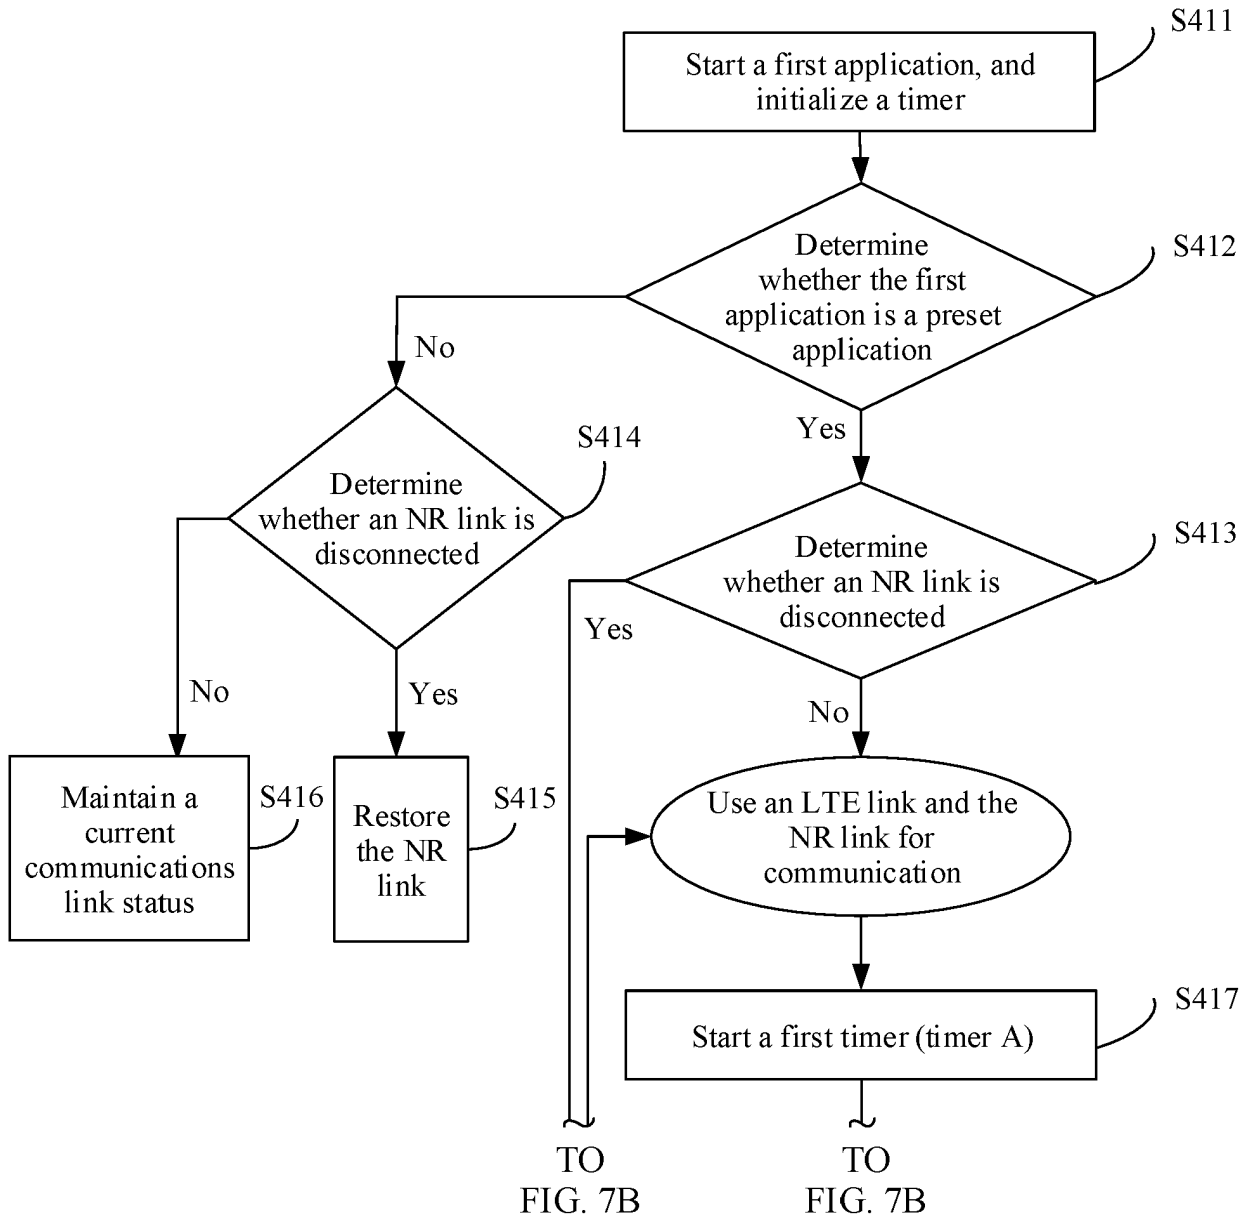 S411
Start a first application, and
initialize a timer
S412
Determine
whether the first
application is a preset
application
No
Yes
S414
Determine
whether an NR link is
disconnected
S413
Determine
whether an NR link is
disconnected
Yes
No
Yes
No
S416
Maintain a
current
communications
link status
S415
Restore
the NR
link
Use an LTE link and the
NR link for
communication
S417
Start a first timer (timer A)
TO
FIG. 7B
TO
FIG. 7B